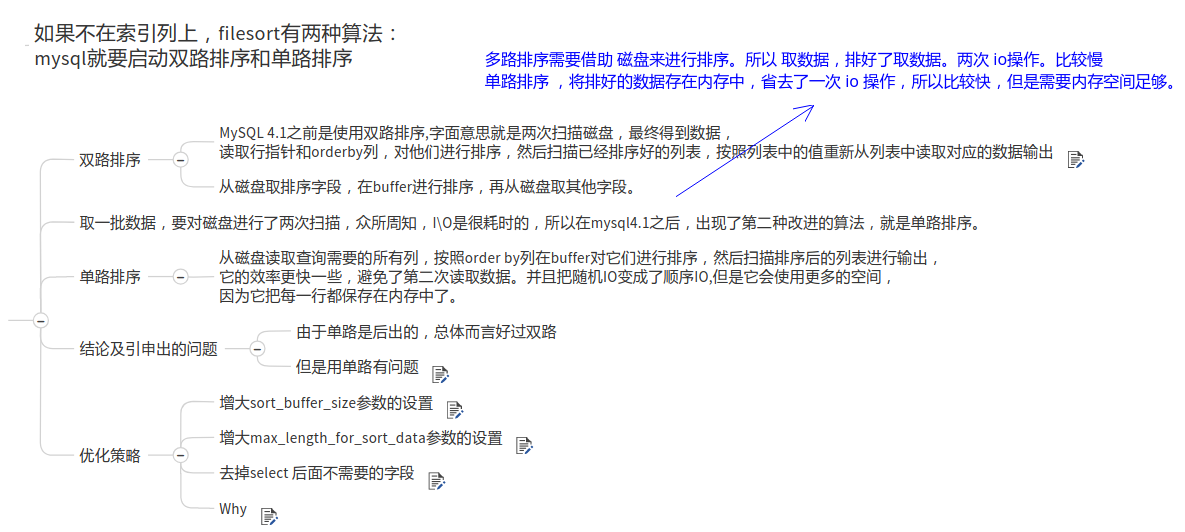 如果不在索引列上，filesort有两种算法：
mysql就要启动双路排序和单路排序
多路排序需要借助 磁盘来进行排序。所以 取数据，排好了取数据。两次 io操作。比较慢
单路排序 ，将排好的数据存在内存中，省去了一次 io 操作，所以比较快，但是需要内存空间足够。
双路排序
MySQL 4.1之前是使用双路排序,字面意思就是两次扫描磁盘，最终得到数据，
读取行指针和orderby列，对他们进行排序，然后扫描已经排序好的列表，按照列表中的值重新从列表中读取对应的数据输出
从磁盘取排序字段，在buffer进行排序，再从磁盘取其他字段。
取一批数据，要对磁盘进行了两次扫描，众所周知，I\O是很耗时的，所以在mysql4.1之后，出现了第二种改进的算法，就是单路排序。
单路排序
从磁盘读取查询需要的所有列，按照order by列在buffer对它们进行排序，然后扫描排序后的列表进行输出，
它的效率更快一些，避免了第二次读取数据。并且把随机IO变成了顺序IO,但是它会使用更多的空间，
因为它把每一行都保存在内存中了。
结论及引申出的问题
由于单路是后出的，总体而言好过双路
但是用单路有问题
优化策略
增大sort_buffer_size参数的设置
增大max_length_for_sort_data参数的设置
去掉select 后面不需要的字段
Why